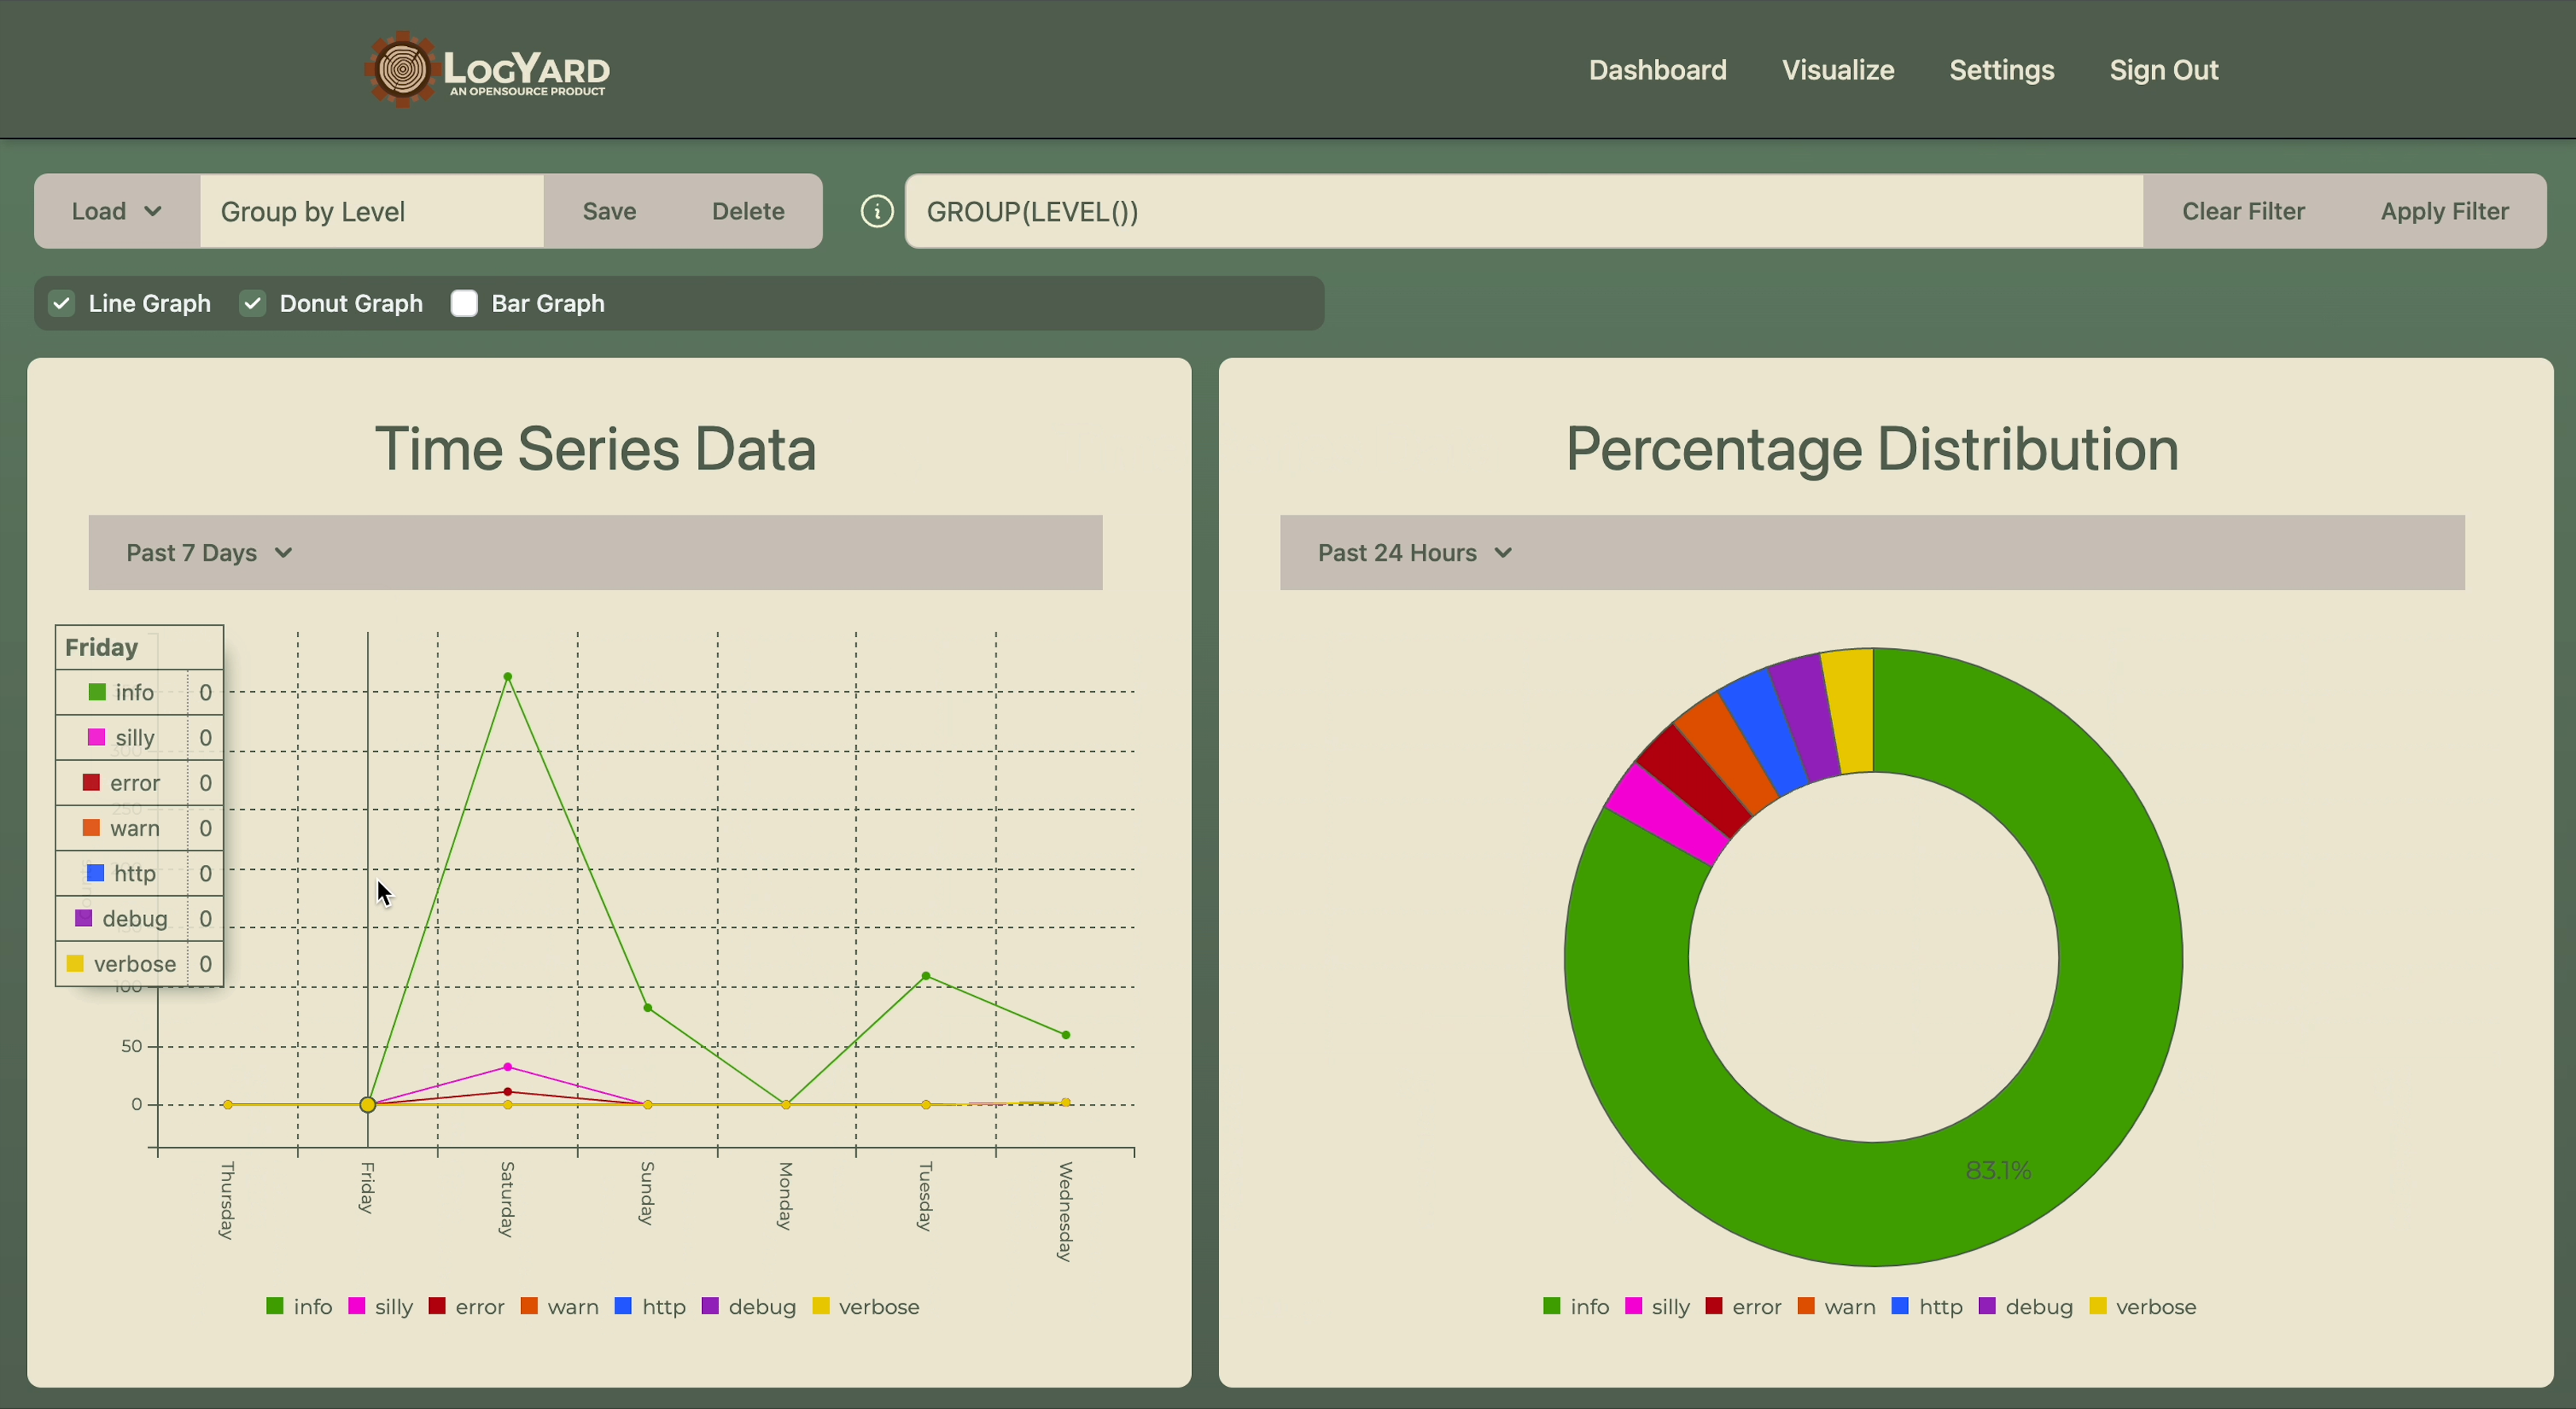 LOGYARD
AN OPENSOURCE PRODUCT
Dashboard Visualize Settings Sign Out
Load Group by Level Save Delete
GROUP(LEVEL()) Clear Filter Apply Filter
Line Graph Donut Graph Bar Graph
Time Series Data
Past 7 Days
Friday
info 0
silly 0
error 0
warn 0
http 0
debug 0
verbose 0
300
250
100
50
0
Thursday
Friday
Saturday
Sunday
Monday
Tuesday
Wednesday
info silly error warn http debug verbose
Percentage Distribution
Past 24 Hours
83.1%
info silly error warn http debug verbose